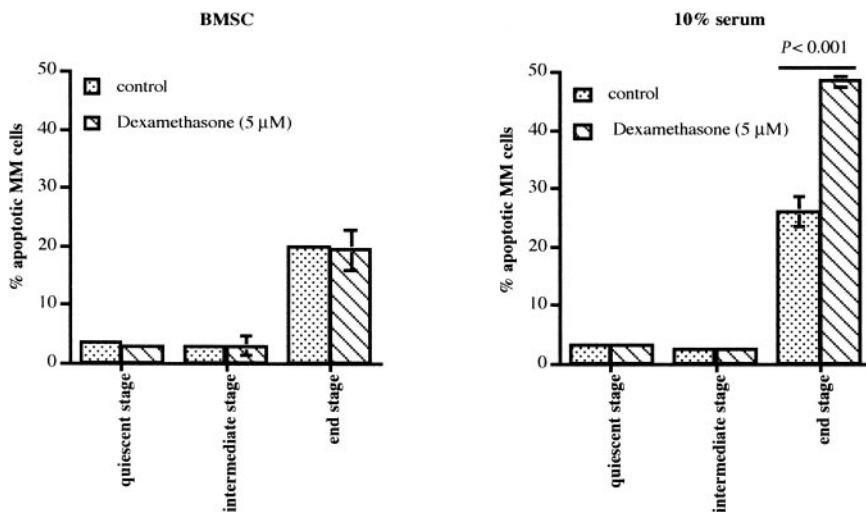 BMSC
% apoptotic MM cells
50
40
30
20
10
0
control
Dexamethasone (5 µM)
quiescent stage
intermediate stage
end stage
10% serum
P< 0.001
% apoptotic MM cells
50
40
30
20
10
0
control
Dexamethasone (5 µM)
quiescent stage
intermediate stage
end stage